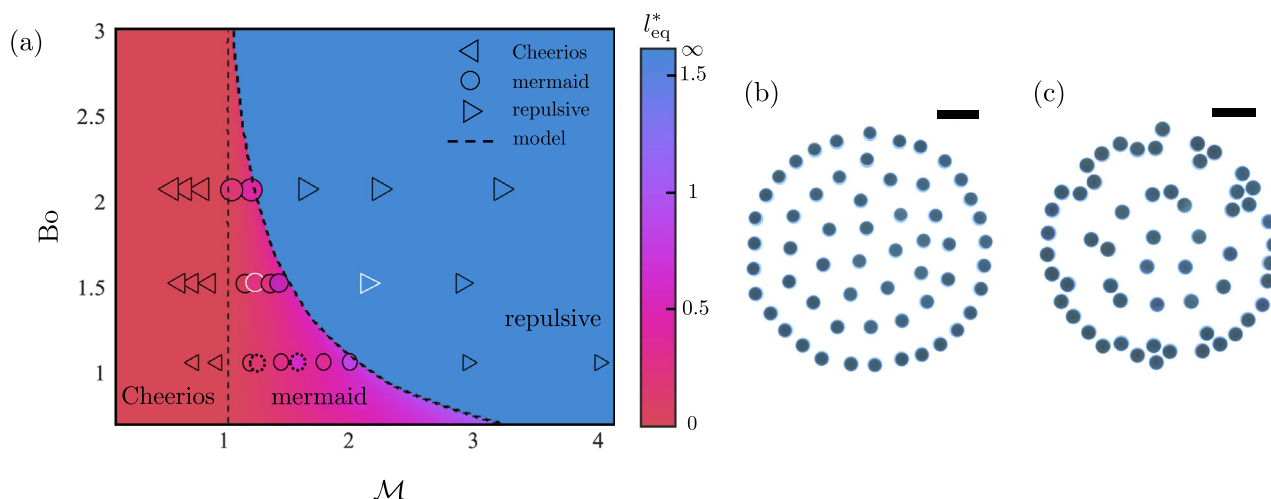 (a)
3
2.5
2
1.5
1
Bo
1
2
3
4
ℳ
Cheerios
mermaid
repulsive
model
repulsive
Cheerios
mermaid
l*eq
∞
1.5
1
0.5
0
(b)
(c)